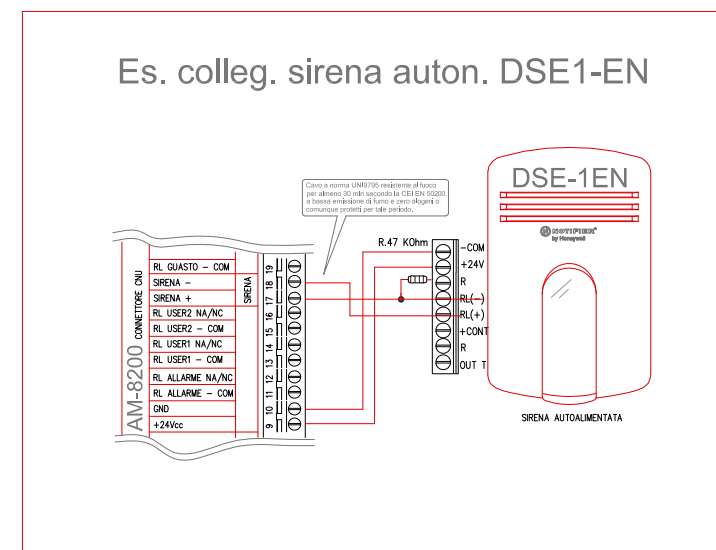 Es. colleg. sirena auton. DSE1-EN
Cavo a norma UNI9795 resistente al fuoco
per almeno 30 min secondo la CEI EN 50200,
a bassa emissione di fumo e zero alogeni o
comunque protetti per tale periodo.
DSE-1EN
NOTIFIER®
by Honeywell
SIRENA AUTOALIMENTATA
R.47 KOhm
-COM
+24V
R
RL(-)
RL(+)
+CONT
R
OUT T
AM-8200
CONNETTORE CNU
RL GUASTO - COM
SIRENA -
SIRENA +
RL USER2 NA/NC
RL USER2 - COM
RL USER1 NA/NC
RL USER1 - COM
RL ALLARME NA/NC
RL ALLARME - COM
GND
+24Vcc
SIRENA
19
18
17
16
15
14
13
12
11
10
9